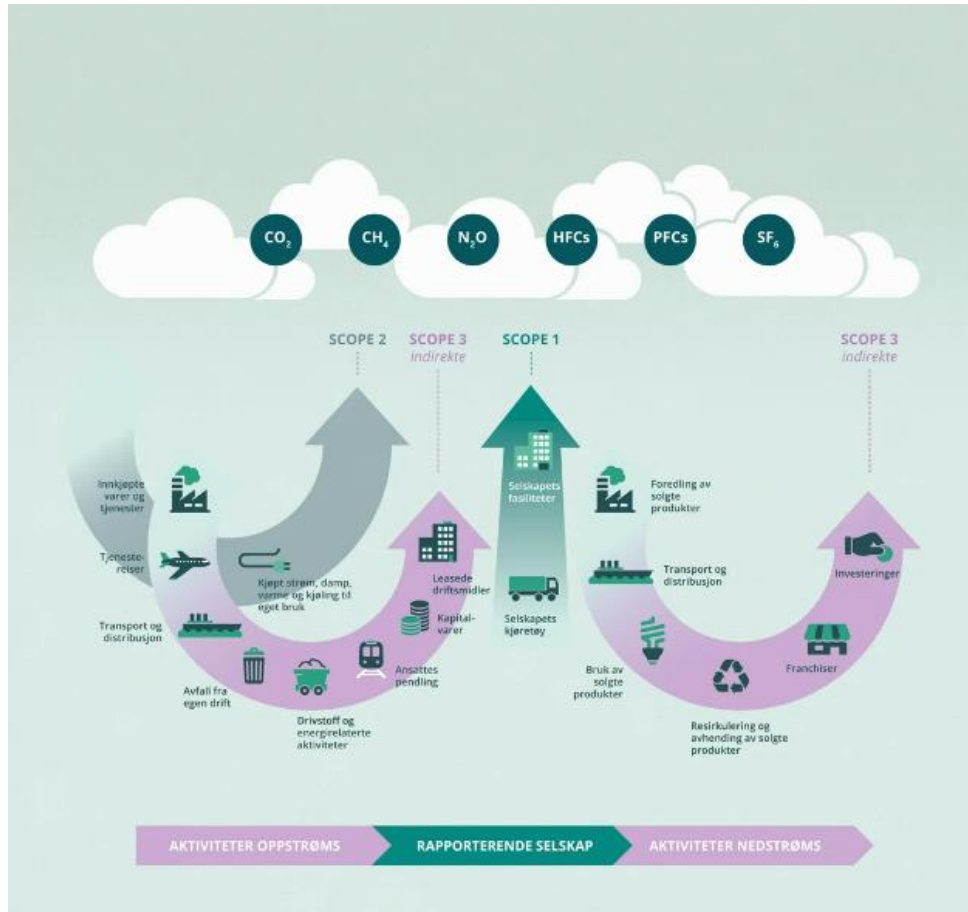 CO₂
CH₄
N₂O
HFCs
PFCs
SF₆
SCOPE 2
SCOPE 3
indirekte
SCOPE 1
SCOPE 3
indirekte
Innkjøpte
varer og
tjenester
Tjeneste-
reiser
Transport og
distribusjon
Avfall fra
egen drift
Drivstoff og
energirelaterte
aktiviteter
Kjøpt strøm, damp,
varme og kjøling til
eget bruk
Ansattes
pendling
Kapital-
varer
Leasede
driftsmidler
Selskapets
fasiliteter
Selskapets
kjøretøy
Foredling av
solgte
produkter
Transport og
distribusjon
Bruk av
solgte
produkter
Resirkulering og
avhending av solgte
produkter
Franchiser
Investeringer
AKTIVITETER OPPSTRØMS
RAPPORTERENDE SELSKAP
AKTIVITETER NEDSTRØMS